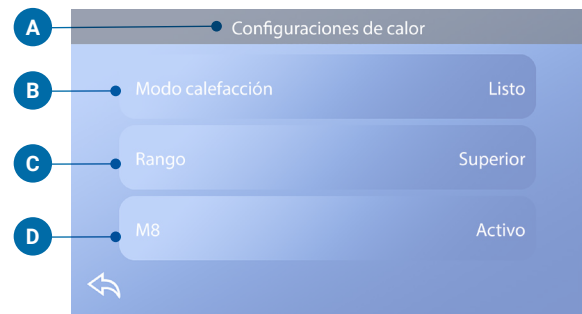 A Configuraciones de calor
B Modo calefacción Listo
C Rango Superior
D M8 Activo